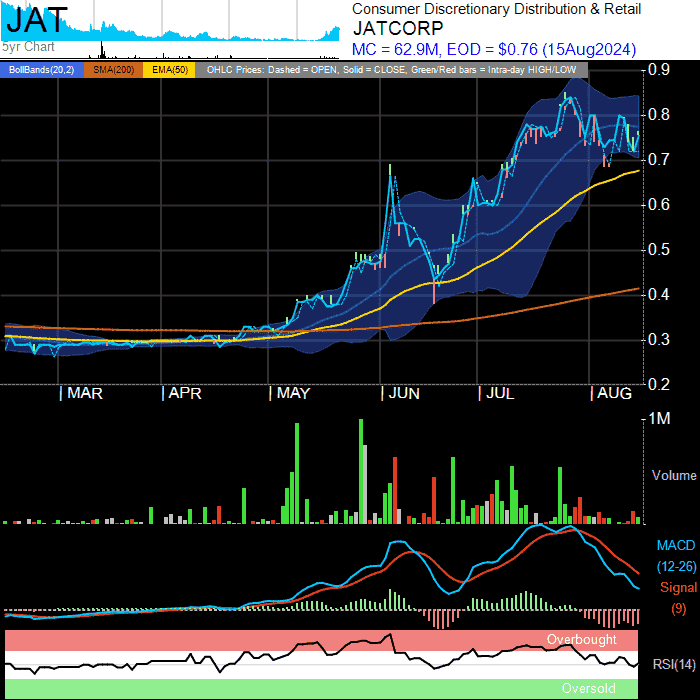 JAT
5yr Chart
Consumer Discretionary Distribution & Retail
JATCORP
MC = 62.9M, EOD = $0.76 (15Aug2024)
BollBands(20,2) SMA(200) EMA(50) OHLC Prices: Dashed = OPEN, Solid = CLOSE, Green/Red bars = Intra-day HIGH/LOW
0.9
0.8
0.7
0.6
0.5
0.4
0.3
0.2
MAR APR MAY JUN JUL AUG
1M
Volume
MACD
(12-26)
Signal
(9)
Overbought
RSI(14)
Oversold